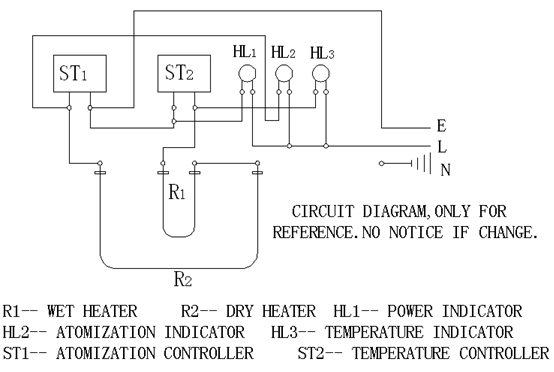 HL1 HL2 HL3
ST1 ST2
E
L
N
R1
CIRCUIT DIAGRAM,ONLY FOR
REFERENCE.NO NOTICE IF CHANGE.
R2
R1-- WET HEATER R2-- DRY HEATER HL1-- POWER INDICATOR
HL2-- ATOMIZATION INDICATOR HL3-- TEMPERATURE INDICATOR
ST1-- ATOMIZATION CONTROLLER ST2-- TEMPERATURE CONTROLLER